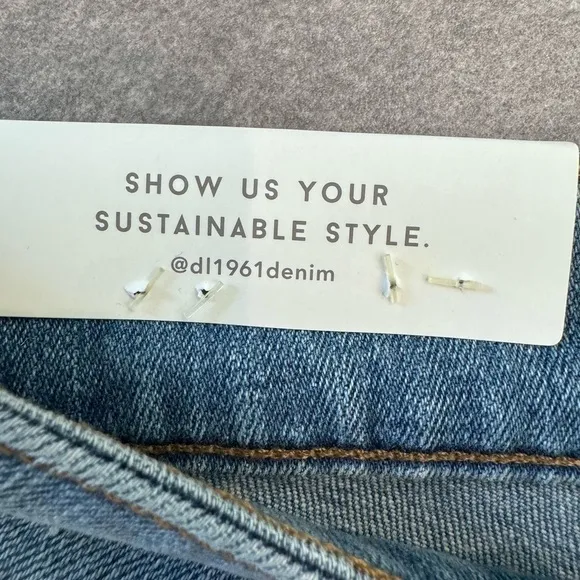 SHOW US YOUR
SUSTAINABLE STYLE.
@dl1961denim